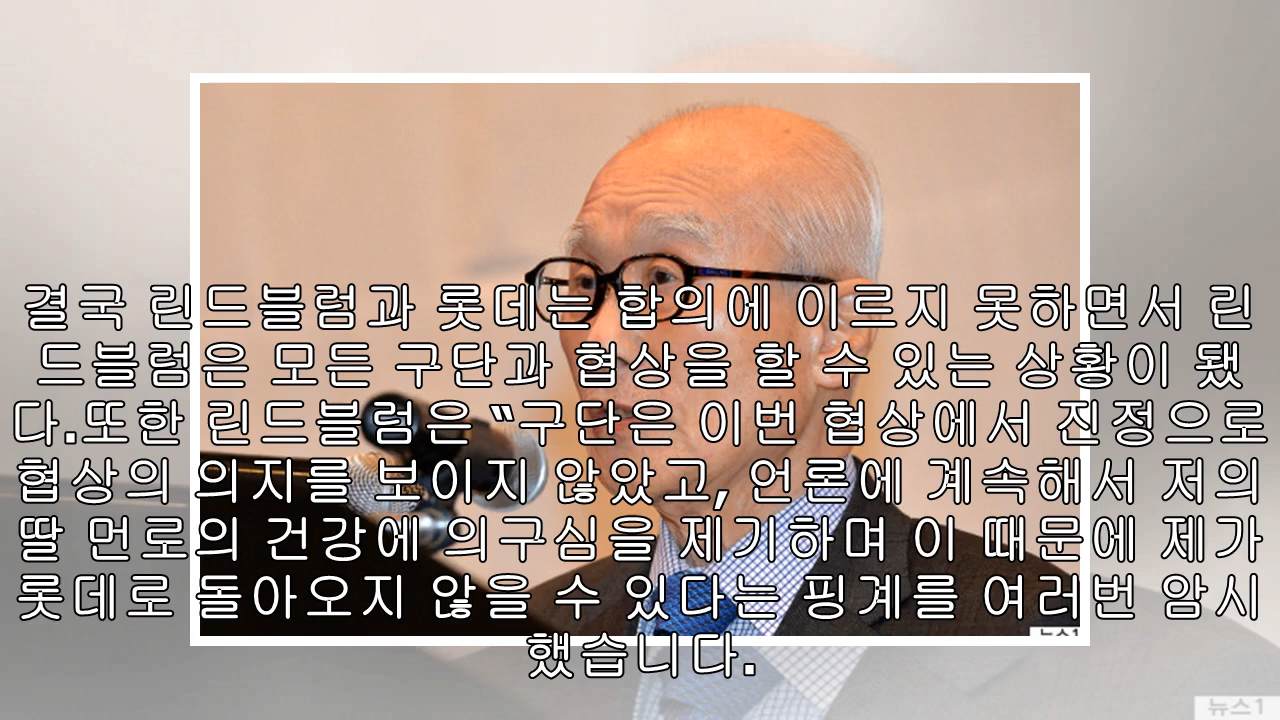 결국 린드블럼과 롯데는 합의에 이르지 못하면서 린
드블럼은 모든 구단과 협상을 할 수 있는 상황이 됐
다.또한 린드블럼은 “구단은 이번 협상에서 진정으로
협상의 의지를 보이지 않았고, 언론에 계속해서 저의
딸 먼로의 건강에 의구심을 제기하며 이 때문에 제가
롯데로 돌아오지 않을 수 있다는 핑계를 여러번 암시
했습니다.
뉴스1
뉴스1